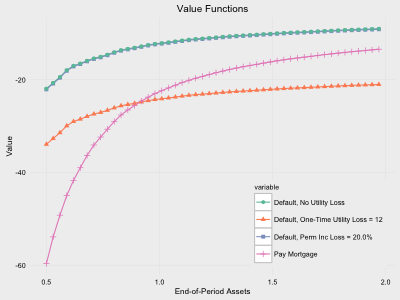 Value Functions
Value
-20
-40
-60
variable
Default, No Utility Loss
Default, One-Time Utility Loss = 12
Default, Perm Inc Loss = 20.0%
Pay Mortgage
0.5
1.0
1.5
2.0
End-of-Period Assets